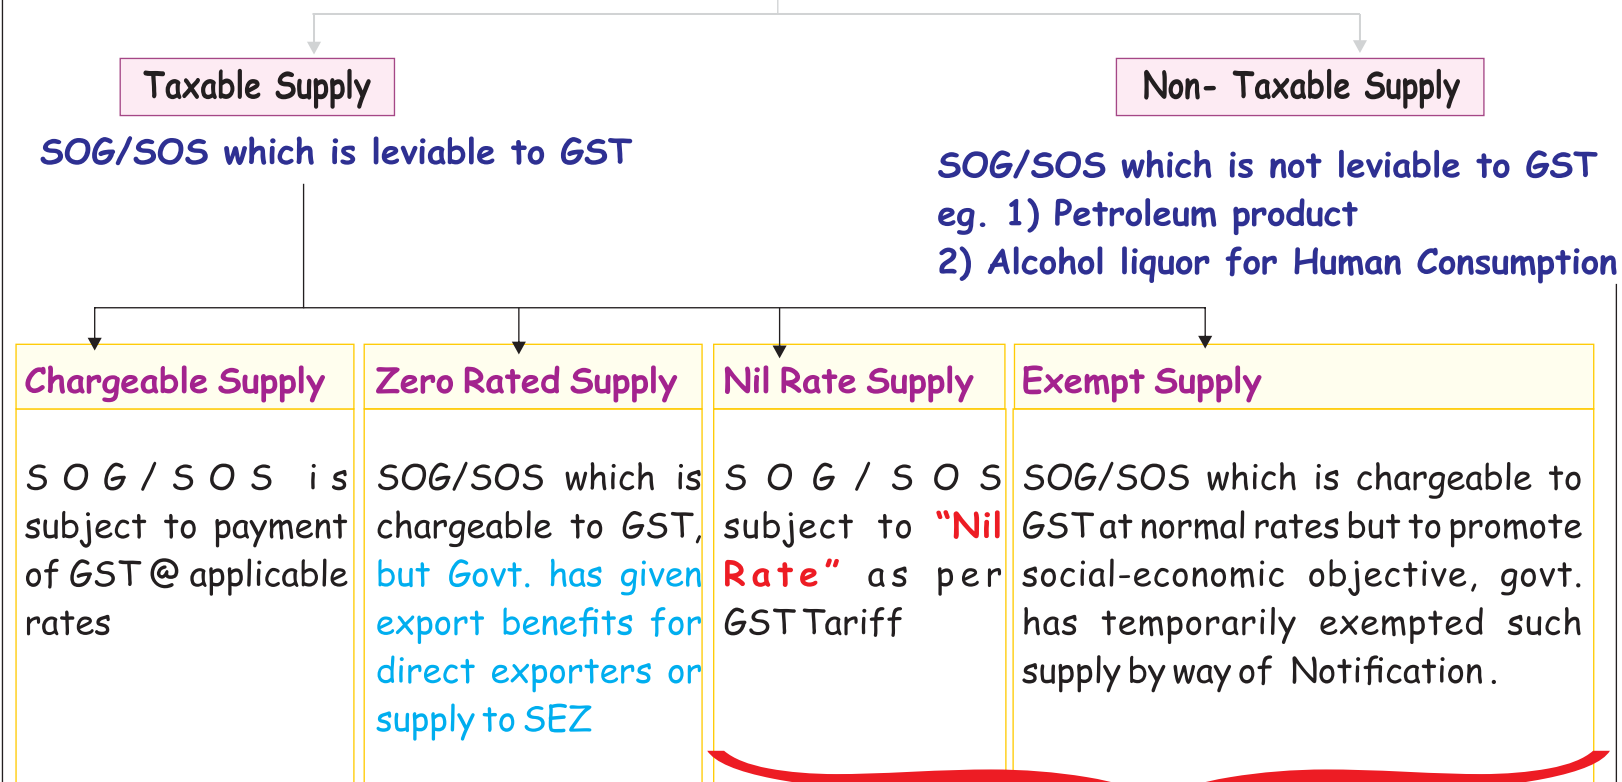 Taxable Supply
Non- Taxable Supply
SOG/SOS which is leviable to GST
SOG/SOS which is not leviable to GST
eg. 1) Petroleum product
2) Alcohol liquor for Human Consumption
Chargeable Supply
SOG/SOS is
subject to payment
of GST @ applicable
rates
Zero Rated Supply
SOG/SOS which is
chargeable to GST,
but Govt. has given
export benefits for
direct exporters or
supply to SEZ
Nil Rate Supply
SOG/SOS
subject to “Nil
Rate” as per
GST Tariff
Exempt Supply
SOG/SOS which is chargeable to
GST at normal rates but to promote
social-economic objective, govt.
has temporarily exempted such
supply by way of Notification.